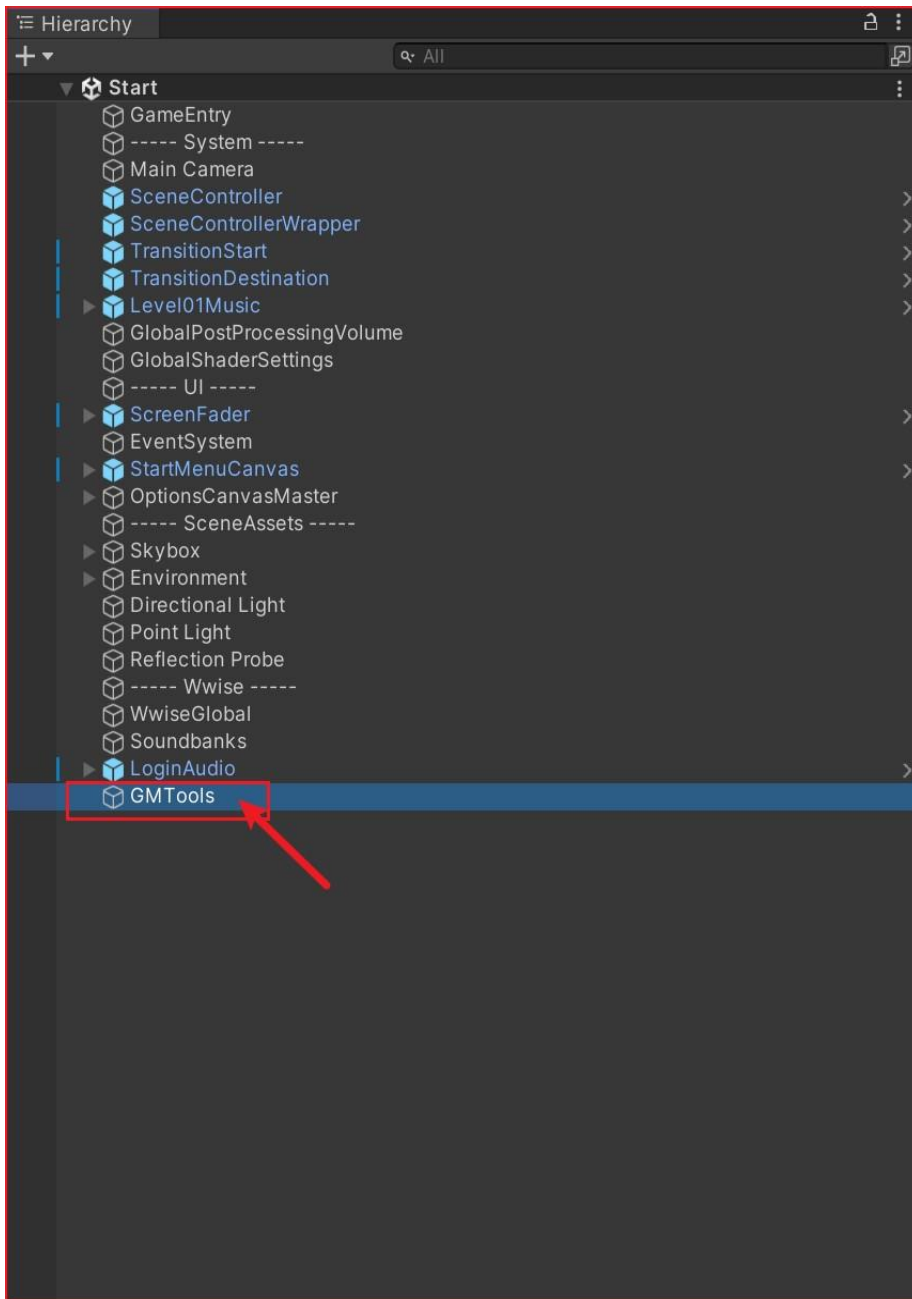 Hierarchy
All
Start
GameEntry
----- System -----
Main Camera
SceneController
SceneControllerWrapper
TransitionStart
TransitionDestination
Level01Music
GlobalPostProcessingVolume
GlobalShaderSettings
----- UI -----
ScreenFader
EventSystem
StartMenuCanvas
OptionsCanvasMaster
----- SceneAssets -----
Skybox
Environment
Directional Light
Point Light
Reflection Probe
----- Wwise -----
WwiseGlobal
Soundbanks
LoginAudio
GMTools